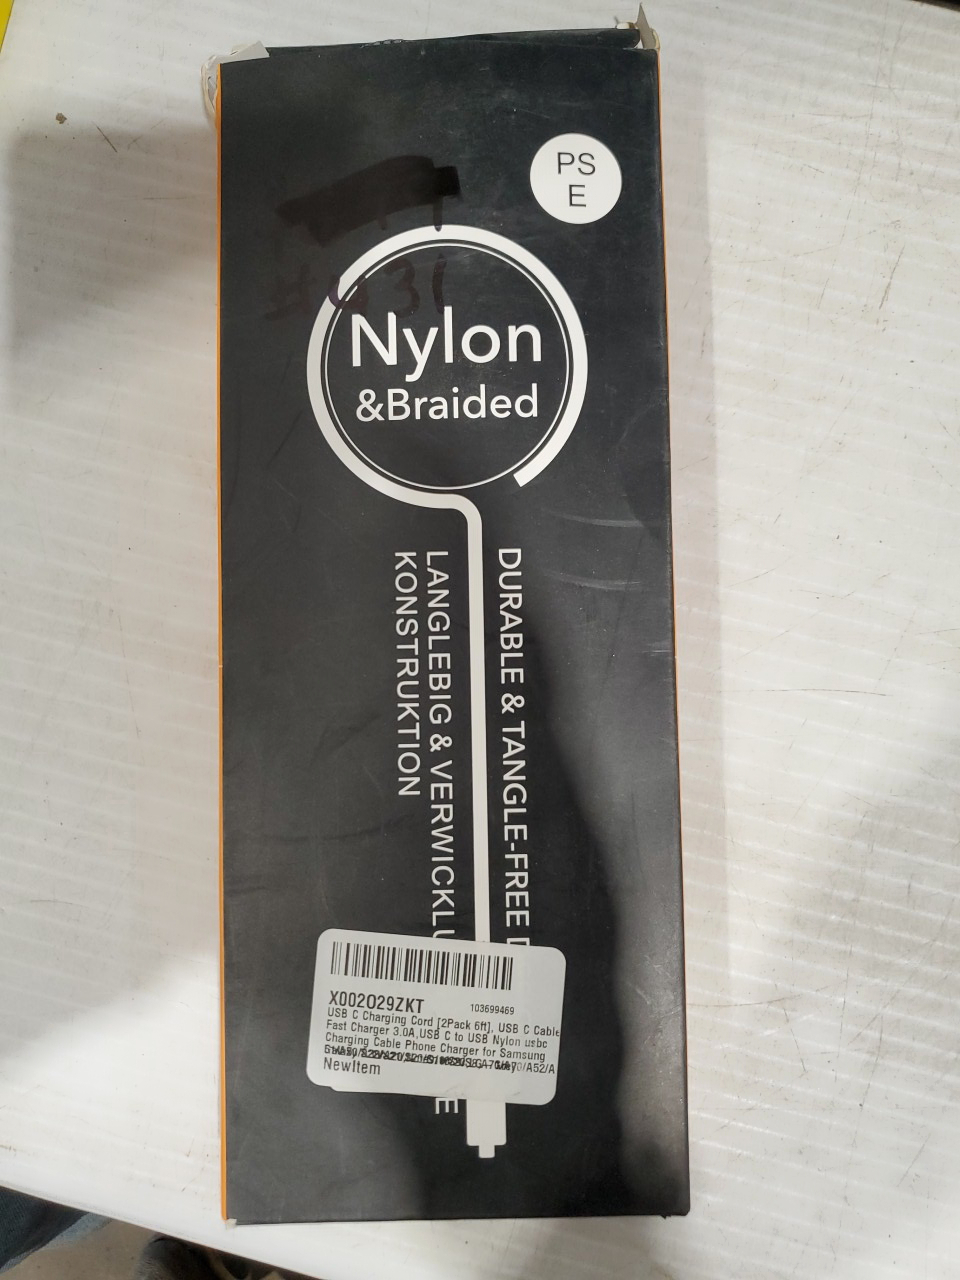 PS
E
Nylon
&Braided
DURABLE & TANGLE-FREE
LANGLEBIG & VERWICKLU
KONSTRUKTION
X002O29ZKT
103699469
USB C Charging Cord [2Pack 6ft], USB C Cable
Fast Charger 3.0A,USB C to USB Nylon usbc
Charging Cable Phone Charger for Samsung
NewItem
E